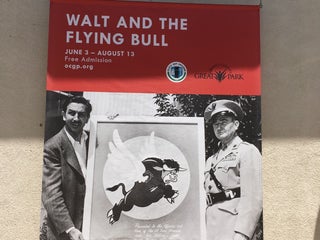 WALT AND THE
FLYING BULL
JUNE 3 – AUGUST 13
Free Admission
ocgp.org
GREAT PARK